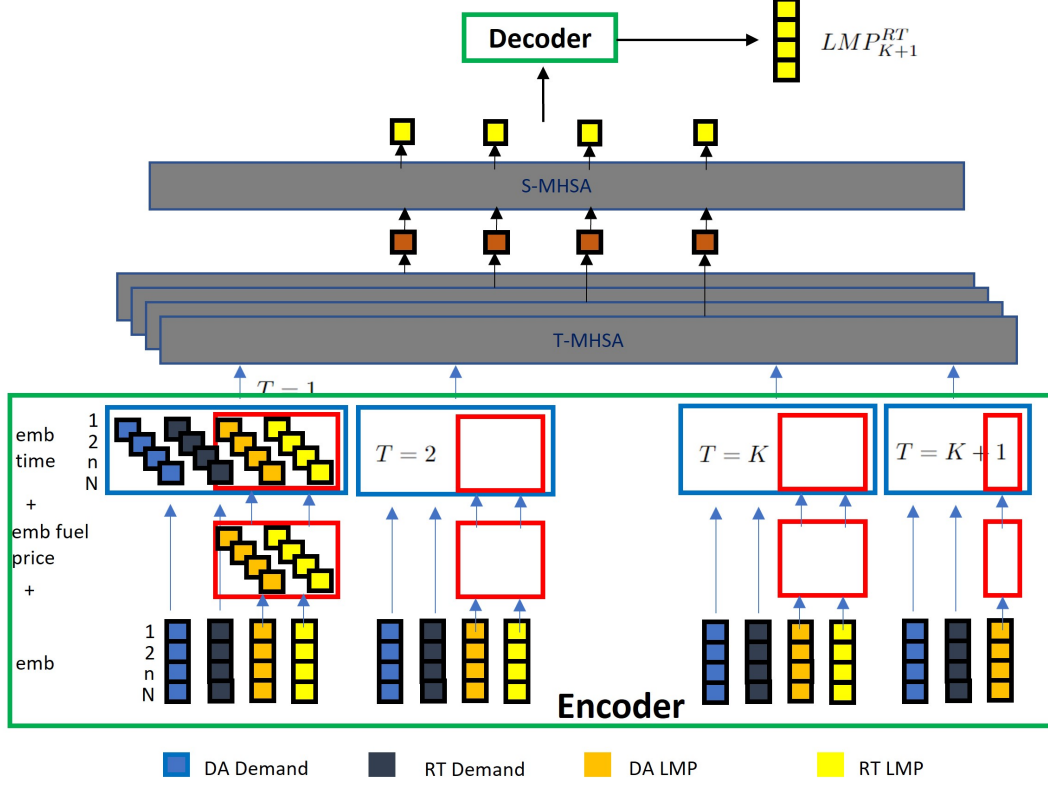 Decoder
LMP^{RT}_{K+1}
S-MHSA
T-MHSA
T = 1
emb
time
1
2
n
N
T = 2
T = K
T = K + 1
+
emb fuel
price
+
emb
1
2
n
N
Encoder
DA Demand
RT Demand
DA LMP
RT LMP